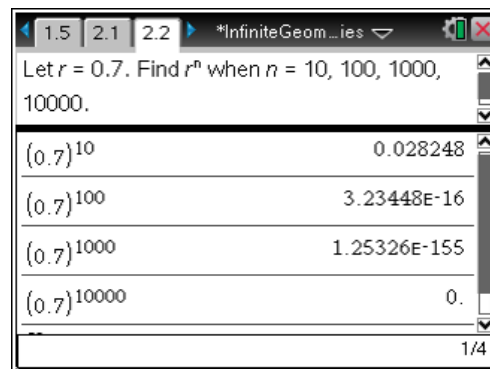 1.5 2.1 2.2 *InfiniteGeom…ies
Let r = 0.7. Find rⁿ when n = 10, 100, 1000,
10000.
(0.7)¹⁰ 0.028248
(0.7)¹⁰⁰ 3.23448ᴇ-16
(0.7)¹⁰⁰⁰ 1.25326ᴇ-155
(0.7)¹⁰⁰⁰⁰ 0.
1/4